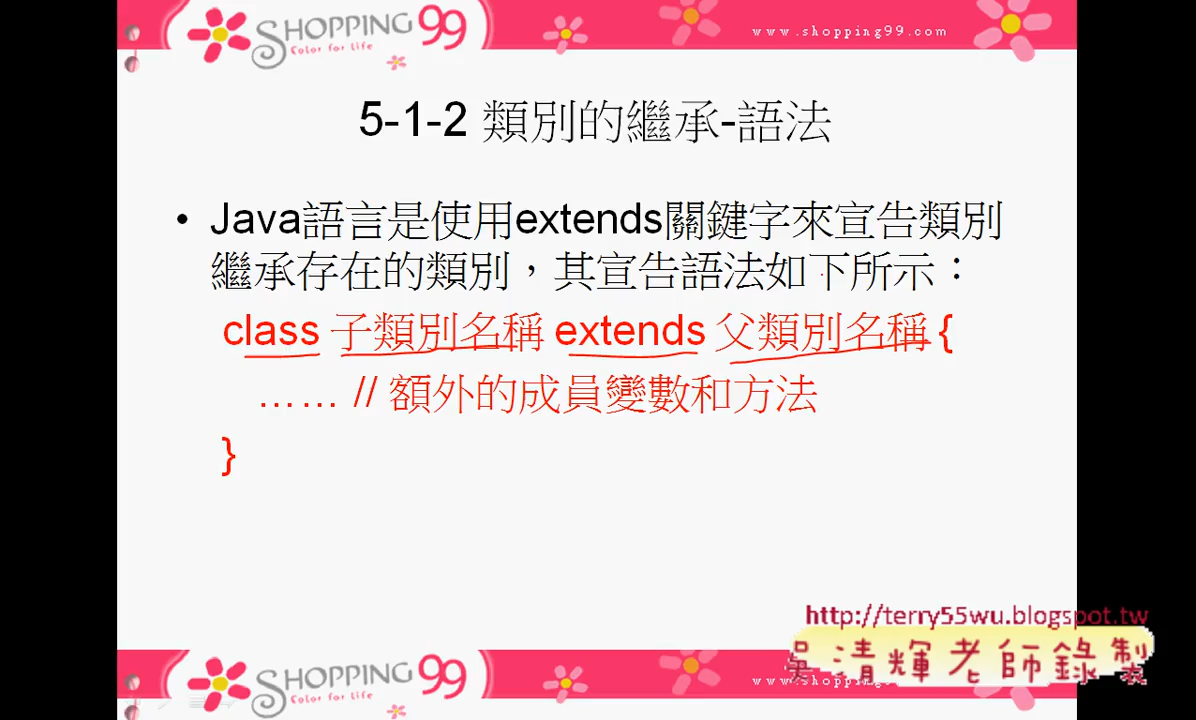 SHOPPING 99
Color for Life
www.shopping99.com
5-1-2 類別的繼承-語法
• Java語言是使用extends關鍵字來宣告類別
繼承存在的類別，其宣告語法如下所示：
class 子類別名稱 extends 父類別名稱 {
…… // 額外的成員變數和方法
}
http://terry55wu.blogspot.tw
吳清輝老師錄製
SHOPPING 99
Color for Life